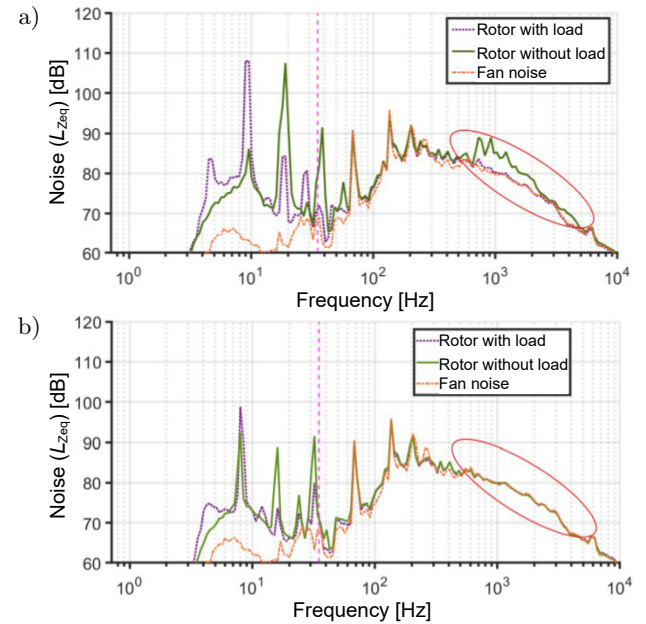 a)
120
110
100
90
80
70
60
Noise (L_Zeq) [dB]
Rotor with load
Rotor without load
Fan noise
10^0
10^1
10^2
10^3
10^4
Frequency [Hz]
b)
120
110
100
90
80
70
60
Noise (L_Zeq) [dB]
Rotor with load
Rotor without load
Fan noise
10^0
10^1
10^2
10^3
10^4
Frequency [Hz]